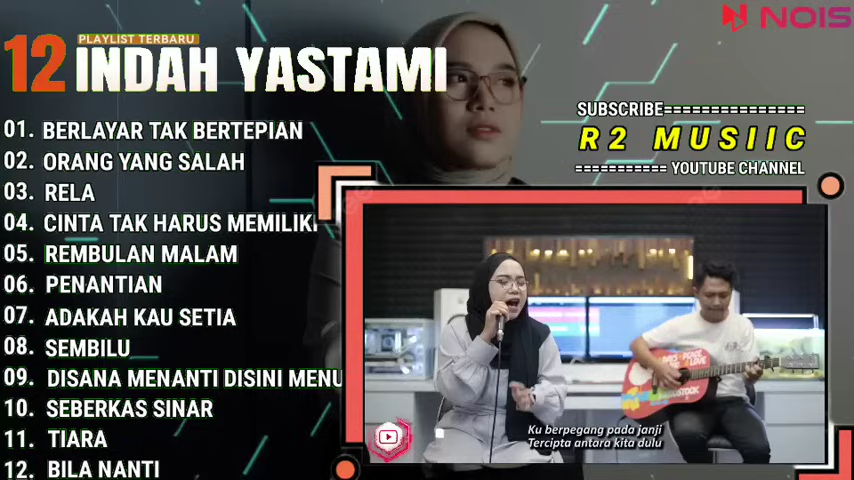 NOIS
PLAYLIST TERBARU
12 INDAH YASTAMI
SUBSCRIBE================
R2 MUSIIC
=========== YOUTUBE CHANNEL
01. BERLAYAR TAK BERTEPIAN
02. ORANG YANG SALAH
03. RELA
04. CINTA TAK HARUS MEMILIKI
05. REMBULAN MALAM
06. PENANTIAN
07. ADAKAH KAU SETIA
08. SEMBILU
09. DISANA MENANTI DISINI MENU
10. SEBERKAS SINAR
11. TIARA
12. BILA NANTI
PEACE
LOVE
Ku berpegang pada janji
Tercipta antara kita dulu